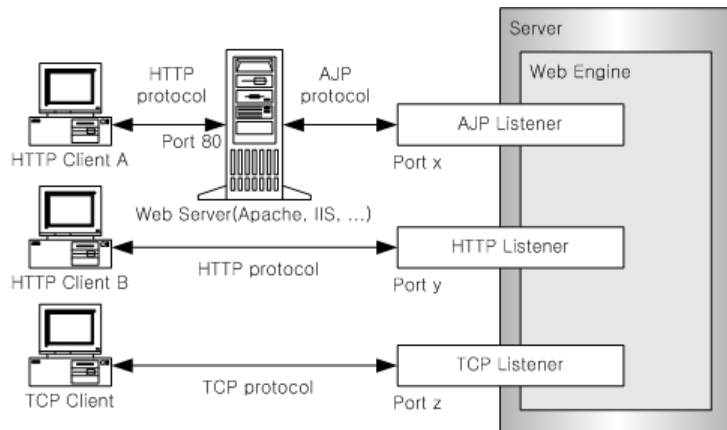 Server
Web Engine
HTTP
protocol
AJP
protocol
AJP Listener
Port 80
HTTP Client A
Port x
Web Server(Apache, IIS, ...)
HTTP Listener
HTTP protocol
HTTP Client B
Port y
TCP Listener
TCP protocol
TCP Client
Port z